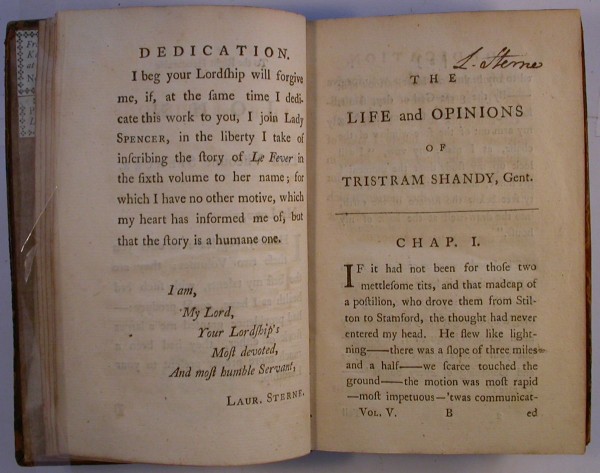 DEDICATION.
I beg your Lordſhip will forgive
me, if, at the same time I dedi-
cate this work to you, I join Lady
SPENCER, in the liberty I take of
inſcribing the ſtory of Le Fever in
the ſixth volume to her name; for
which I have no other motive, which
my heart has informed me of, but
that the ſtory is a humane one.
I am,
My Lord,
Your Lordſhip's
Moſt devoted,
And moſt humble Servant,
LAUR. STERNE.
L. Sterne
THE
LIFE and OPINIONS
OF
TRISTRAM SHANDY, Gent.
CHAP. I.
IF it had not been for thoſe two
mettleſome tits, and that madcap of
a poſtilion, who drove them from Stil-
ton to Stamford, the thought had never
entered my head. He flew like light-
ning——there was a ſlope of three miles
and a half——we ſcarce touched the
ground——the motion was moſt rapid
—moſt impetuous—'twas communicat-
VOL. V. B ed